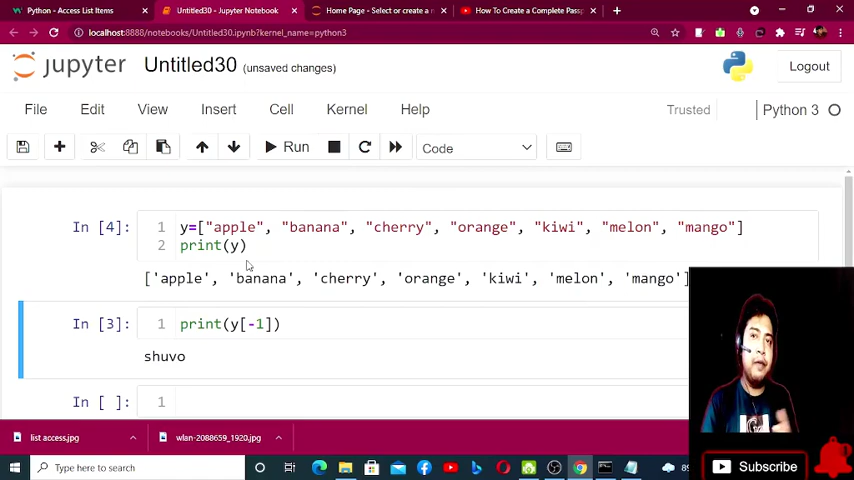 Python - Access List Items
Untitled30 - Jupyter Notebook
Home Page - Select or create a n
How To Create a Complete Passp
localhost:8888/notebooks/Untitled30.ipynb?kernel_name=python3
jupyter Untitled30 (unsaved changes)
Logout
File Edit View Insert Cell Kernel Help
Trusted
Python 3
Run
Code
In [4]: 1 y=["apple", "banana", "cherry", "orange", "kiwi", "melon", "mango"]
2 print(y)
['apple', 'banana', 'cherry', 'orange', 'kiwi', 'melon', 'mango']
In [3]: 1 print(y[-1])
shuvo
In [ ]: 1
list access.jpg
wlan-2088659_1920.jpg
Type here to search
Subscribe